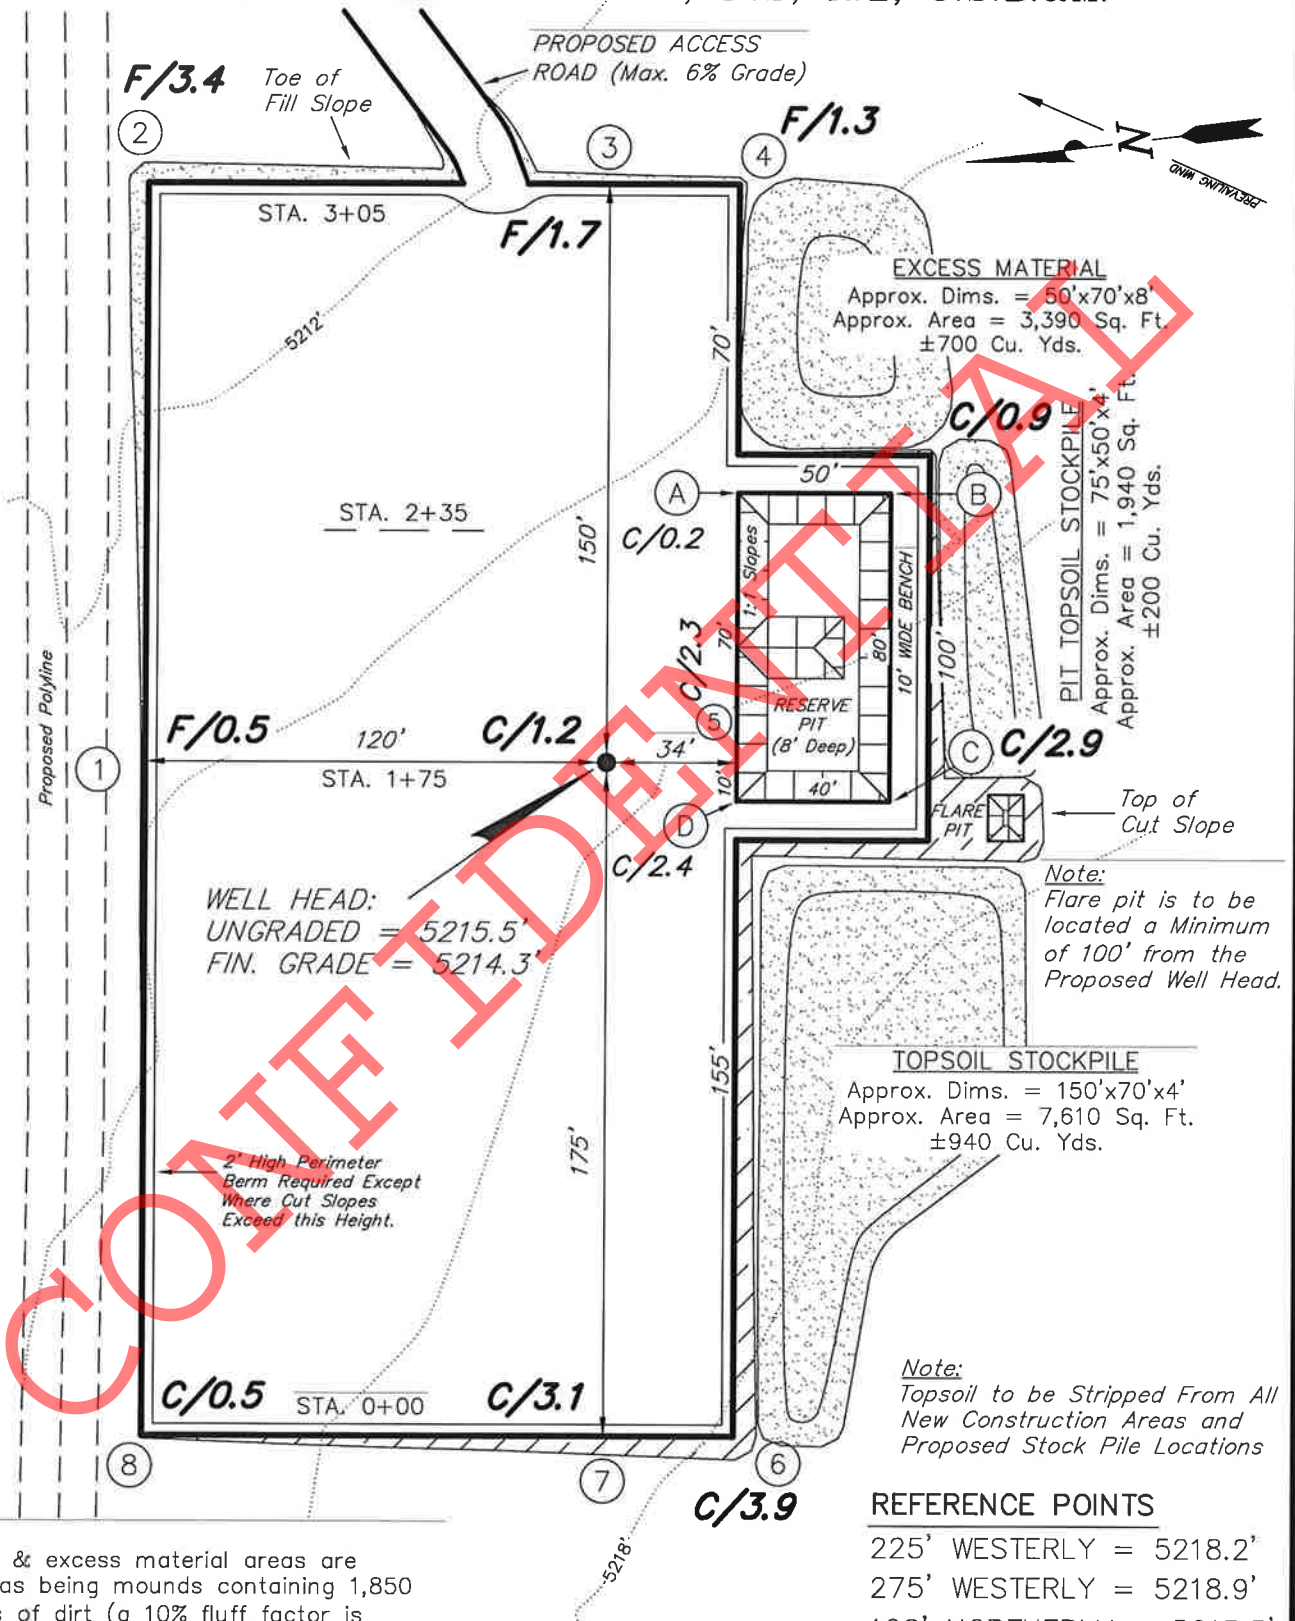 PROPOSED ACCESS
ROAD (Max. 6% Grade)
F/3.4
Toe of
Fill Slope
2
3
4
F/1.3
N
PREVAILING WIND
STA. 3+05
F/1.7
5212'
70'
EXCESS MATERIAL
Approx. Dims. = 50'x70'x8'
Approx. Area = 3,390 Sq. Ft.
±700 Cu. Yds.
C/0.9
50'
A
B
STA. 2+35
150'
C/0.2
1:1 Slopes
10' WIDE BENCH
PIT TOPSOIL STOCKPILE
Approx. Dims. = 75'x50'x4'
Approx. Area = 1,940 Sq. Ft.
±200 Cu. Yds.
C/2.3
70'
80'
100'
Proposed Polyline
RESERVE
PIT
(8' Deep)
5
1
F/0.5
120'
C/1.2
34'
STA. 1+75
10'
40'
C
C/2.9
D
C/2.4
FLARE
PIT
Top of
Cut Slope
WELL HEAD:
UNGRADED = 5215.5'
FIN. GRADE = 5214.3'
Note:
Flare pit is to be
located a Minimum
of 100' from the
Proposed Well Head.
TOPSOIL STOCKPILE
Approx. Dims. = 150'x70'x4'
Approx. Area = 7,610 Sq. Ft.
±940 Cu. Yds.
155'
175'
2' High Perimeter
Berm Required Except
Where Cut Slopes
Exceed this Height.
CONFIDENTIAL
C/0.5
STA. 0+00
C/3.1
8
7
6
C/3.9
5218'
Note:
Topsoil to be Stripped From All
New Construction Areas and
Proposed Stock Pile Locations
REFERENCE POINTS
225' WESTERLY = 5218.2'
275' WESTERLY = 5218.9'
& excess material areas are
as being mounds containing 1,850
of dirt (a 10% fluff factor is